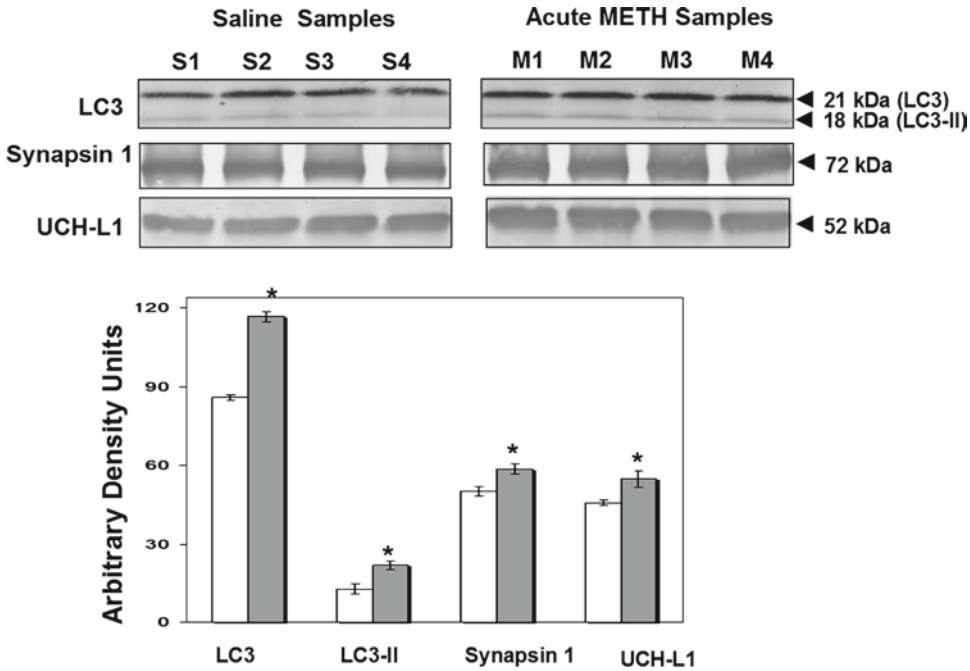 Saline Samples Acute METH Samples
S1 S2 S3 S4 M1 M2 M3 M4
LC3 21 kDa (LC3)
18 kDa (LC3-II)
Synapsin 1 72 kDa
UCH-L1 52 kDa
Arbitrary Density Units
120
90
60
30
0
* * * *
LC3 LC3-II Synapsin 1 UCH-L1